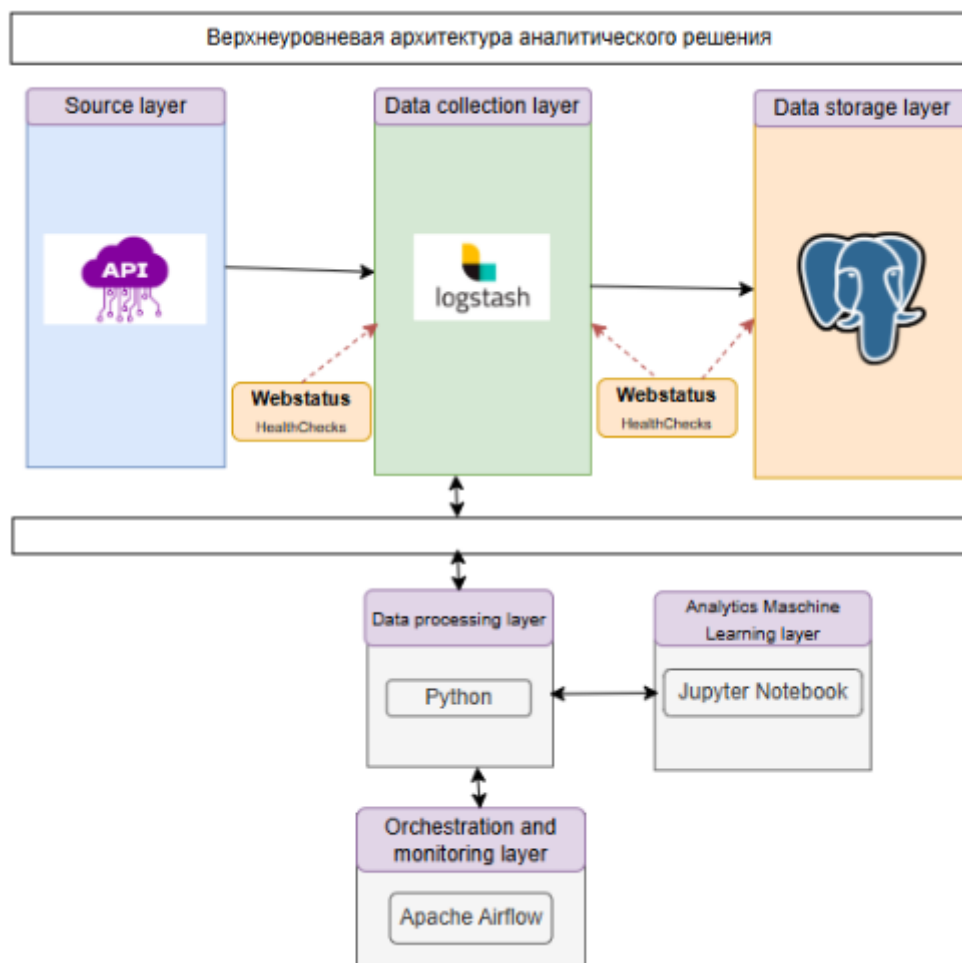 Верхнеуровневая архитектура аналитического решения
Source layer
Data collection layer
Data storage layer
API
logstash
Webstatus
HealthChecks
Webstatus
HealthChecks
Data processing layer
Python
Analytics Maschine
Learning layer
Jupyter Notebook
Orchestration and
monitoring layer
Apache Airflow